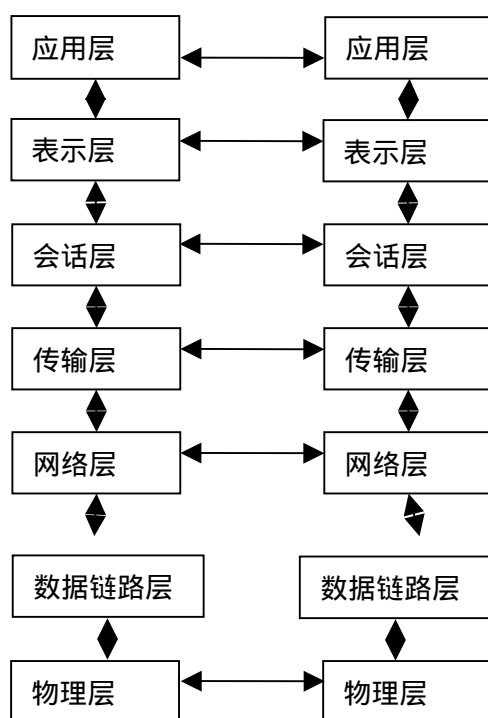 应用层 应用层
表示层 表示层
会话层 会话层
传输层 传输层
网络层 网络层
数据链路层 数据链路层
物理层 物理层